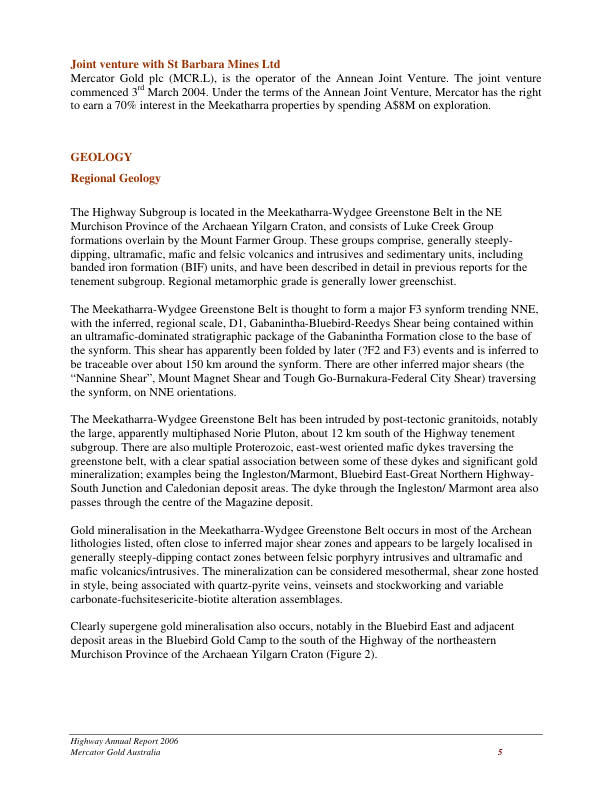 Joint venture with St Barbara Mines Ltd
Mercator Gold plc (MCR.L), is the operator of the Annean Joint Venture. The joint venture
commenced 3rd March 2004. Under the terms of the Annean Joint Venture, Mercator has the right
to earn a 70% interest in the Meekatharra properties by spending A$8M on exploration.
GEOLOGY
Regional Geology
The Highway Subgroup is located in the Meekatharra-Wydgee Greenstone Belt in the NE
Murchison Province of the Archaean Yilgarn Craton, and consists of Luke Creek Group
formations overlain by the Mount Farmer Group. These groups comprise, generally steeply-
dipping, ultramafic, mafic and felsic volcanics and intrusives and sedimentary units, including
banded iron formation (BIF) units, and have been described in detail in previous reports for the
tenement subgroup. Regional metamorphic grade is generally lower greenschist.
The Meekatharra-Wydgee Greenstone Belt is thought to form a major F3 synform trending NNE,
with the inferred, regional scale, D1, Gabanintha-Bluebird-Reedys Shear being contained within
an ultramafic-dominated stratigraphic package of the Gabanintha Formation close to the base of
the synform. This shear has apparently been folded by later (?F2 and F3) events and is inferred to
be traceable over about 150 km around the synform. There are other inferred major shears (the
“Nannine Shear”, Mount Magnet Shear and Tough Go-Burnakura-Federal City Shear) traversing
the synform, on NNE orientations.
The Meekatharra-Wydgee Greenstone Belt has been intruded by post-tectonic granitoids, notably
the large, apparently multiphased Norie Pluton, about 12 km south of the Highway tenement
subgroup. There are also multiple Proterozoic, east-west oriented mafic dykes traversing the
greenstone belt, with a clear spatial association between some of these dykes and significant gold
mineralization; examples being the Ingleston/Marmont, Bluebird East-Great Northern Highway-
South Junction and Caledonian deposit areas. The dyke through the Ingleston/ Marmont area also
passes through the centre of the Magazine deposit.
Gold mineralisation in the Meekatharra-Wydgee Greenstone Belt occurs in most of the Archean
lithologies listed, often close to inferred major shear zones and appears to be largely localised in
generally steeply-dipping contact zones between felsic porphyry intrusives and ultramafic and
mafic volcanics/intrusives. The mineralization can be considered mesothermal, shear zone hosted
in style, being associated with quartz-pyrite veins, veinsets and stockworking and variable
carbonate-fuchsitesericite-biotite alteration assemblages.
Clearly supergene gold mineralisation also occurs, notably in the Bluebird East and adjacent
deposit areas in the Bluebird Gold Camp to the south of the Highway of the northeastern
Murchison Province of the Archaean Yilgarn Craton (Figure 2).
Highway Annual Report 2006
Mercator Gold Australia 5